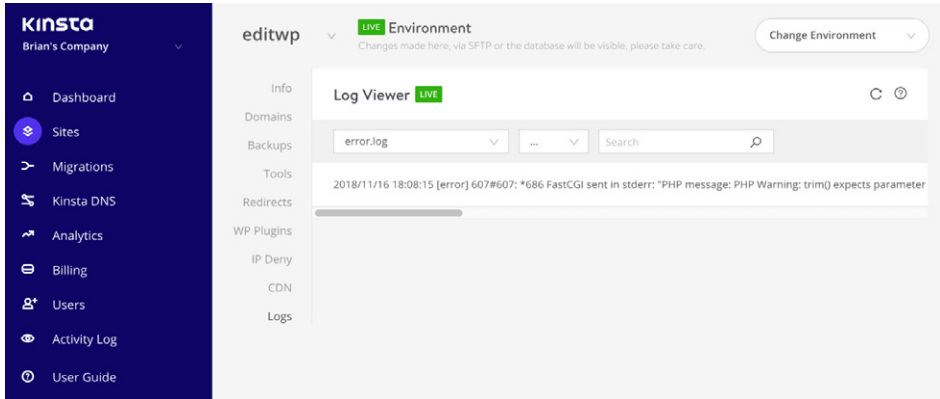 KINSTA
Brian's Company
Dashboard
Sites
Migrations
Kinsta DNS
Analytics
Billing
Users
Activity Log
User Guide
editwp
LIVE Environment
Changes made here, via SFTP or the database will be visible, please take care.
Change Environment
Info
Domains
Backups
Tools
Redirects
WP Plugins
IP Deny
CDN
Logs
Log Viewer LIVE
error.log
...
Search
2018/11/16 18:08:15 [error] 607#607: *686 FastCGI sent in stderr: "PHP message: PHP Warning: trim() expects parameter